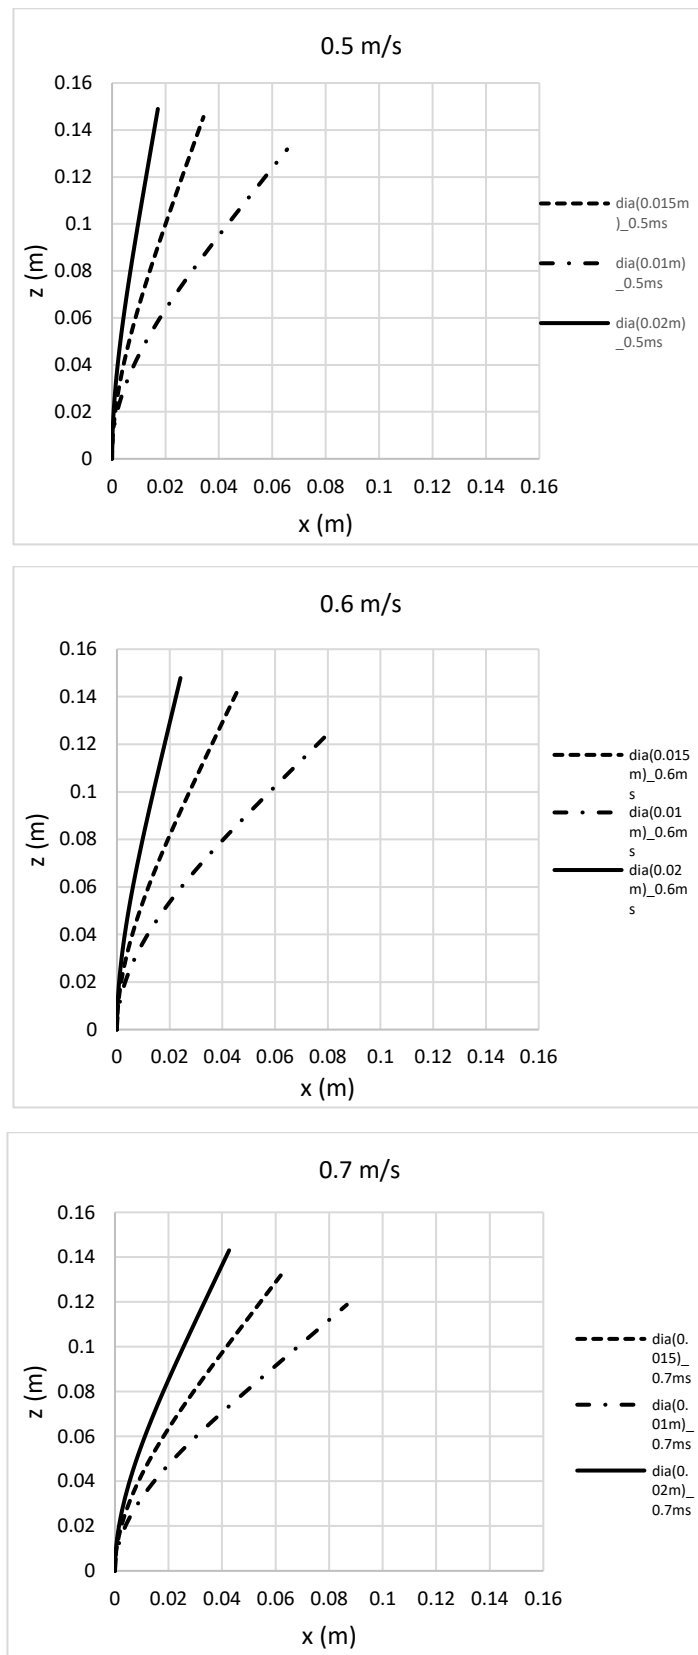 0.5 m/s
0.16
0.14
0.12
0.1
0.08
0.06
0.04
0.02
0
z (m)
0 0.02 0.04 0.06 0.08 0.1 0.12 0.14 0.16
x (m)
dia(0.015m
)_0.5ms
dia(0.01m)
_0.5ms
dia(0.02m)
_0.5ms
0.6 m/s
0.16
0.14
0.12
0.1
0.08
0.06
0.04
0.02
0
z (m)
0 0.02 0.04 0.06 0.08 0.1 0.12 0.14 0.16
x (m)
dia(0.015
m)_0.6m
s
dia(0.01
m)_0.6m
s
dia(0.02
m)_0.6m
s
0.7 m/s
0.16
0.14
0.12
0.1
0.08
0.06
0.04
0.02
0
z (m)
0 0.02 0.04 0.06 0.08 0.1 0.12 0.14 0.16
x (m)
dia(0.
015)_
0.7ms
dia(0.
01m)_
0.7ms
dia(0.
02m)_
0.7ms